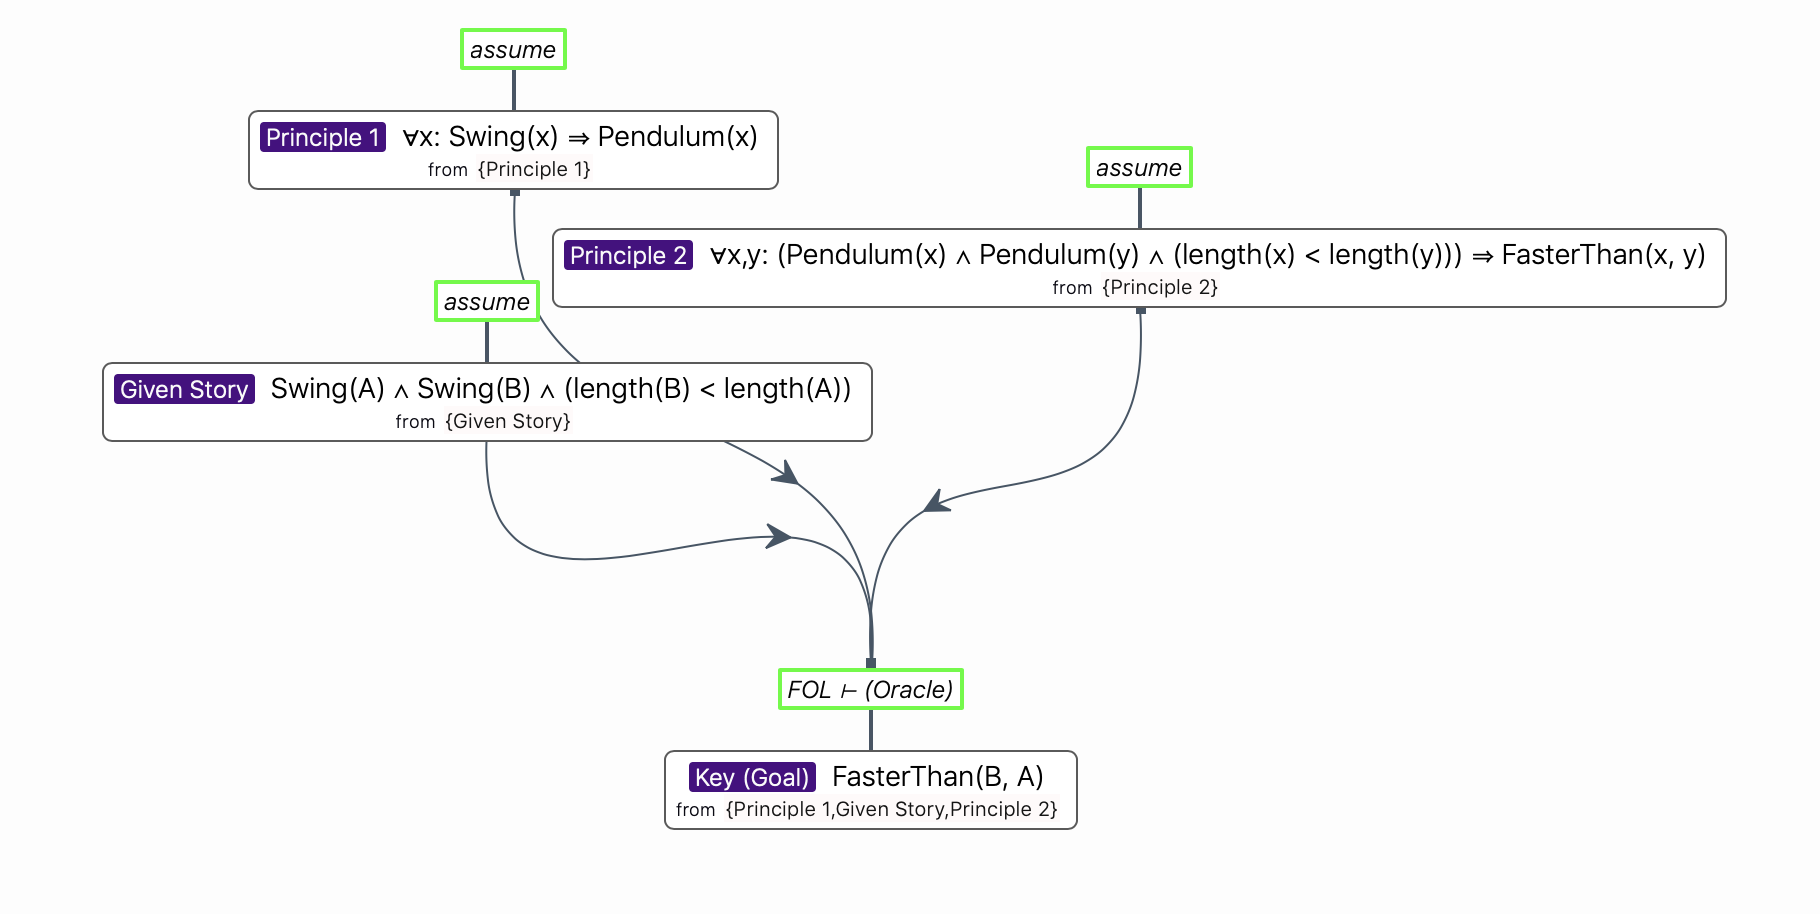 assume
Principle 1 ∀x: Swing(x) ⇒ Pendulum(x)
from {Principle 1}
assume
Principle 2 ∀x,y: (Pendulum(x) ∧ Pendulum(y) ∧ (length(x) < length(y))) ⇒ FasterThan(x, y)
from {Principle 2}
assume
Given Story Swing(A) ∧ Swing(B) ∧ (length(B) < length(A))
from {Given Story}
FOL ⊢ (Oracle)
Key (Goal) FasterThan(B, A)
from {Principle 1,Given Story,Principle 2}